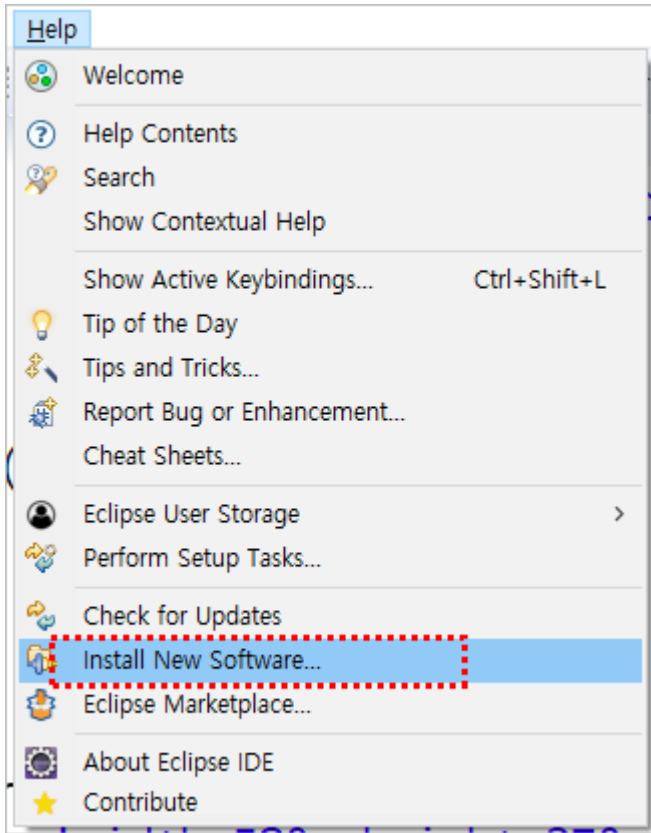 Help
Welcome
Help Contents
Search
Show Contextual Help
Show Active Keybindings... Ctrl+Shift+L
Tip of the Day
Tips and Tricks...
Report Bug or Enhancement...
Cheat Sheets...
Eclipse User Storage
Perform Setup Tasks...
Check for Updates
Install New Software...
Eclipse Marketplace...
About Eclipse IDE
Contribute